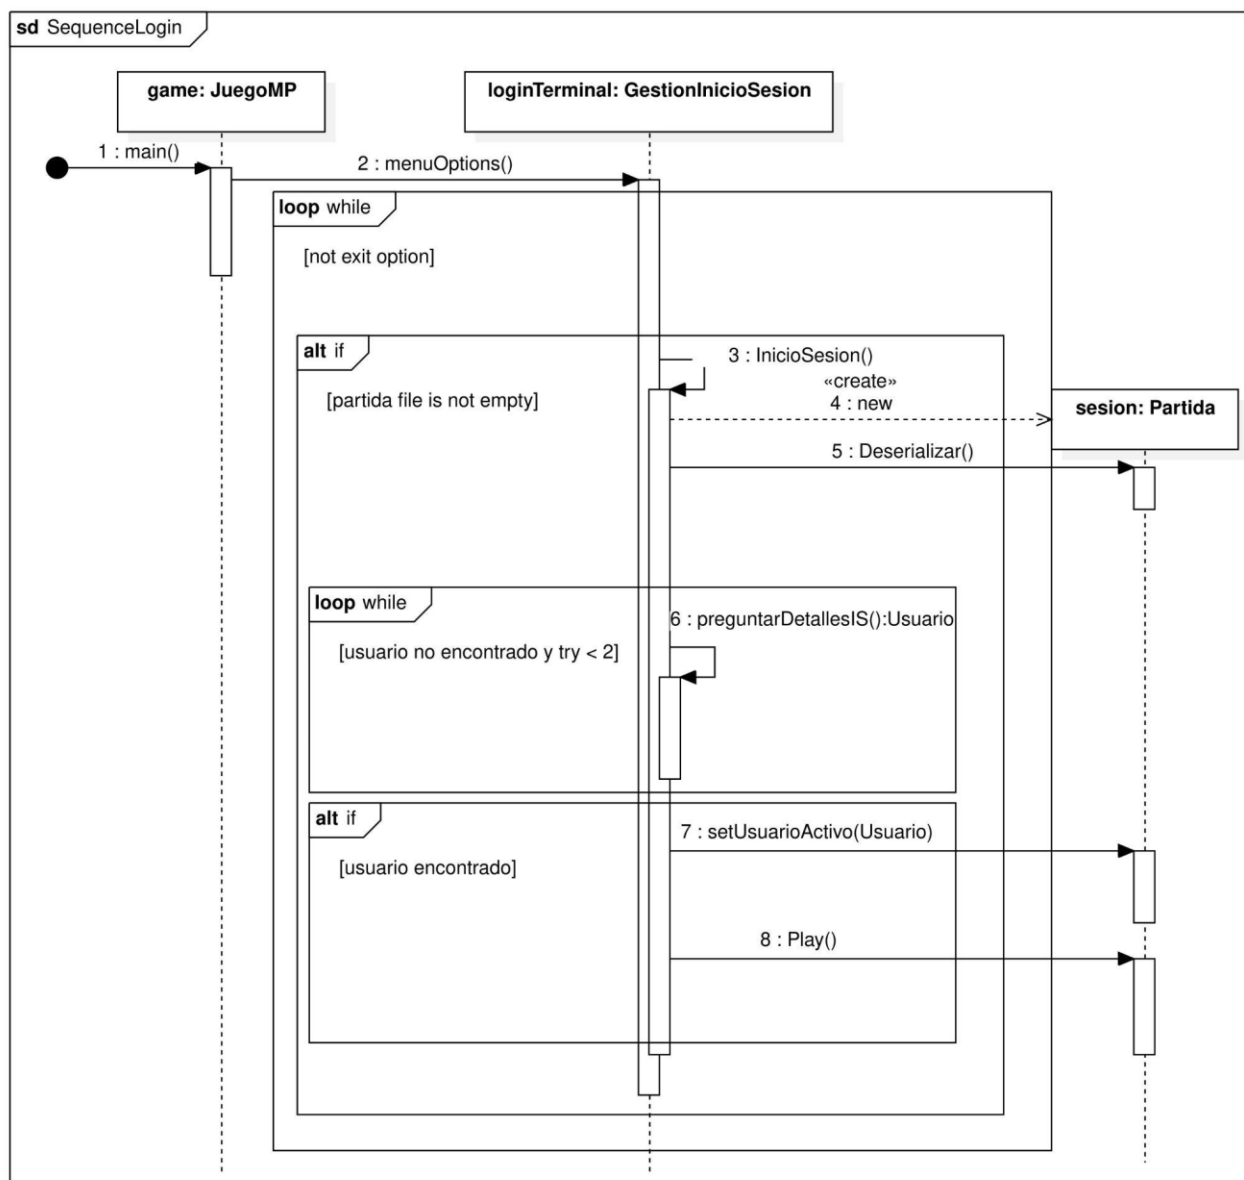 sd SequenceLogin
game: JuegoMP
loginTerminal: GestionInicioSesion
1 : main()
2 : menuOptions()
loop while
[not exit option]
alt if
3 : InicioSesion()
[partida file is not empty]
«create»
4 : new
sesion: Partida
5 : Deserializar()
loop while
6 : preguntarDetallesIS():Usuario
[usuario no encontrado y try < 2]
alt if
7 : setUsuarioActivo(Usuario)
[usuario encontrado]
8 : Play()